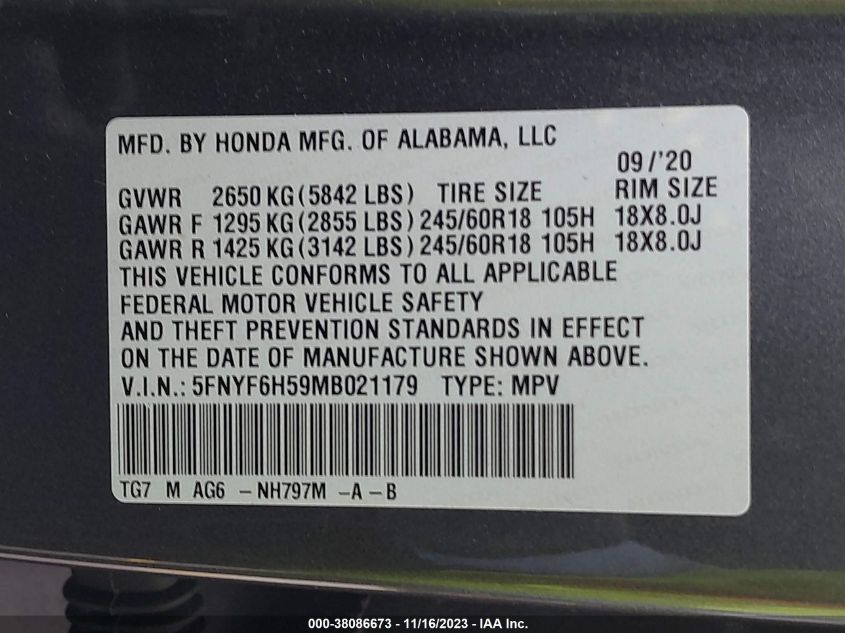 MFD. BY HONDA MFG. OF ALABAMA, LLC
09/'20
GVWR 2650 KG (5842 LBS) TIRE SIZE RIM SIZE
GAWR F 1295 KG (2855 LBS) 245/60R18 105H 18X8.0J
GAWR R 1425 KG (3142 LBS) 245/60R18 105H 18X8.0J
THIS VEHICLE CONFORMS TO ALL APPLICABLE
FEDERAL MOTOR VEHICLE SAFETY
AND THEFT PREVENTION STANDARDS IN EFFECT
ON THE DATE OF MANUFACTURE SHOWN ABOVE.
V.I.N.: 5FNYF6H59MB021179 TYPE: MPV
TG7 M AG6 – NH797M – A – B
000-38086673 - 11/16/2023 - IAA Inc.